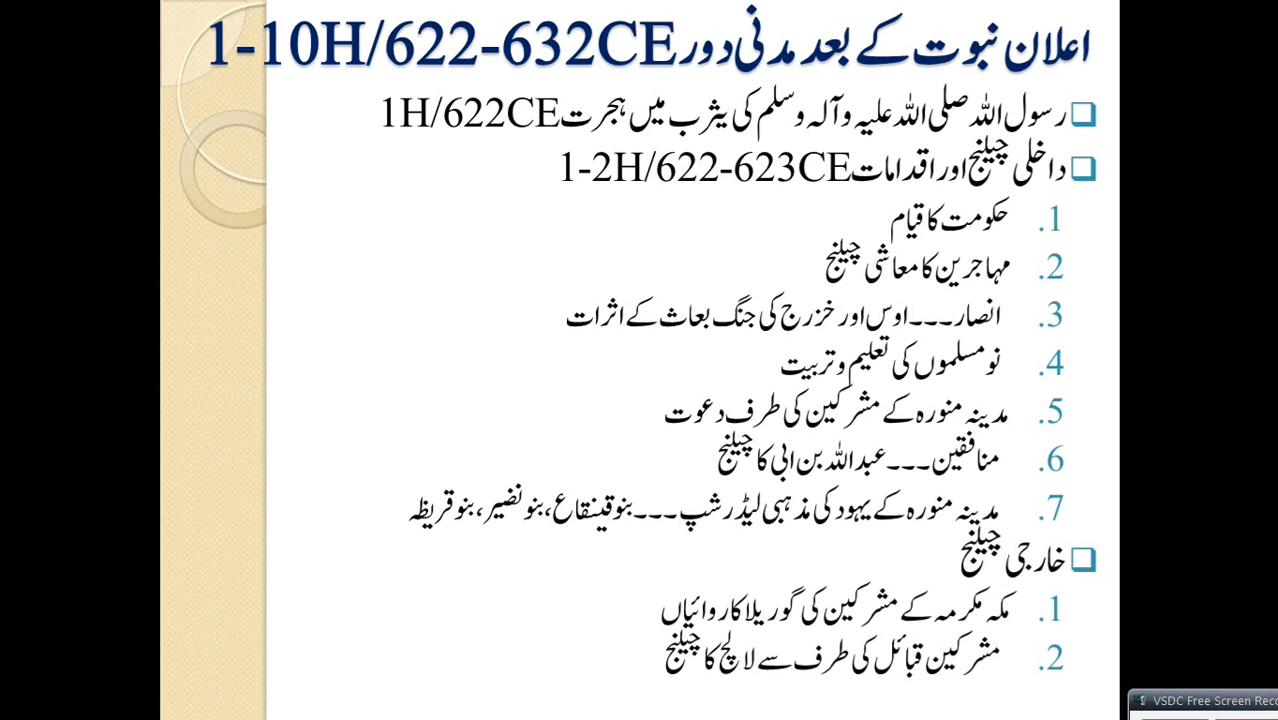 اعلان نبوت کے بعد مدنی دور 1-10H/622-632CE
رسول اللہ صلی اللہ علیہ وآلہ وسلم کی یثرب میں ہجرت 1H/622CE
داخلی چیلنج اور اقدامات 1-2H/622-623CE
1. حکومت کا قیام
2. مہاجرین کا معاشی چیلنج
3. انصار۔۔۔اوس اور خزرج کی جنگ بعاث کے اثرات
4. نو مسلموں کی تعلیم و تربیت
5. مدینہ منورہ کے مشرکین کی طرف دعوت
6. منافقین۔۔۔عبداللہ بن ابی کا چیلنج
7. مدینہ منورہ کے یہود کی مذہبی لیڈرشپ۔۔۔بنو قینقاع، بنو نضیر، بنو قریظہ
خارجی چیلنج
1. مکہ مکرمہ کے مشرکین کی گوریلا کاروائیاں
2. مشرکین قبائل کی طرف سے لالچ کا چیلنج
VSDC Free Screen Reco